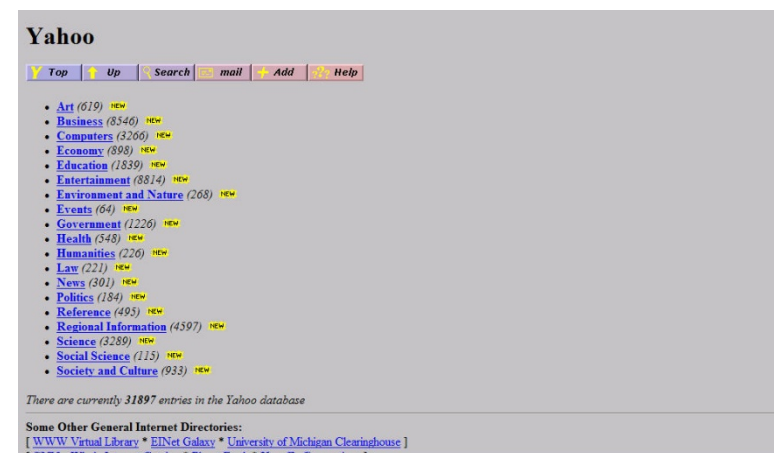 Yahoo
Top Up Search mail Add Help
Art (619) NEW
Business (8546) NEW
Computers (3266) NEW
Economy (898) NEW
Education (1839) NEW
Entertainment (8814) NEW
Environment and Nature (268) NEW
Events (64) NEW
Government (1226) NEW
Health (548) NEW
Humanities (226) NEW
Law (221) NEW
News (301) NEW
Politics (184) NEW
Reference (495) NEW
Regional Information (4597) NEW
Science (3289) NEW
Social Science (115) NEW
Society and Culture (933) NEW
There are currently 31897 entries in the Yahoo database
Some Other General Internet Directories:
[ WWW Virtual Library * EINet Galaxy * University of Michigan Clearinghouse ]